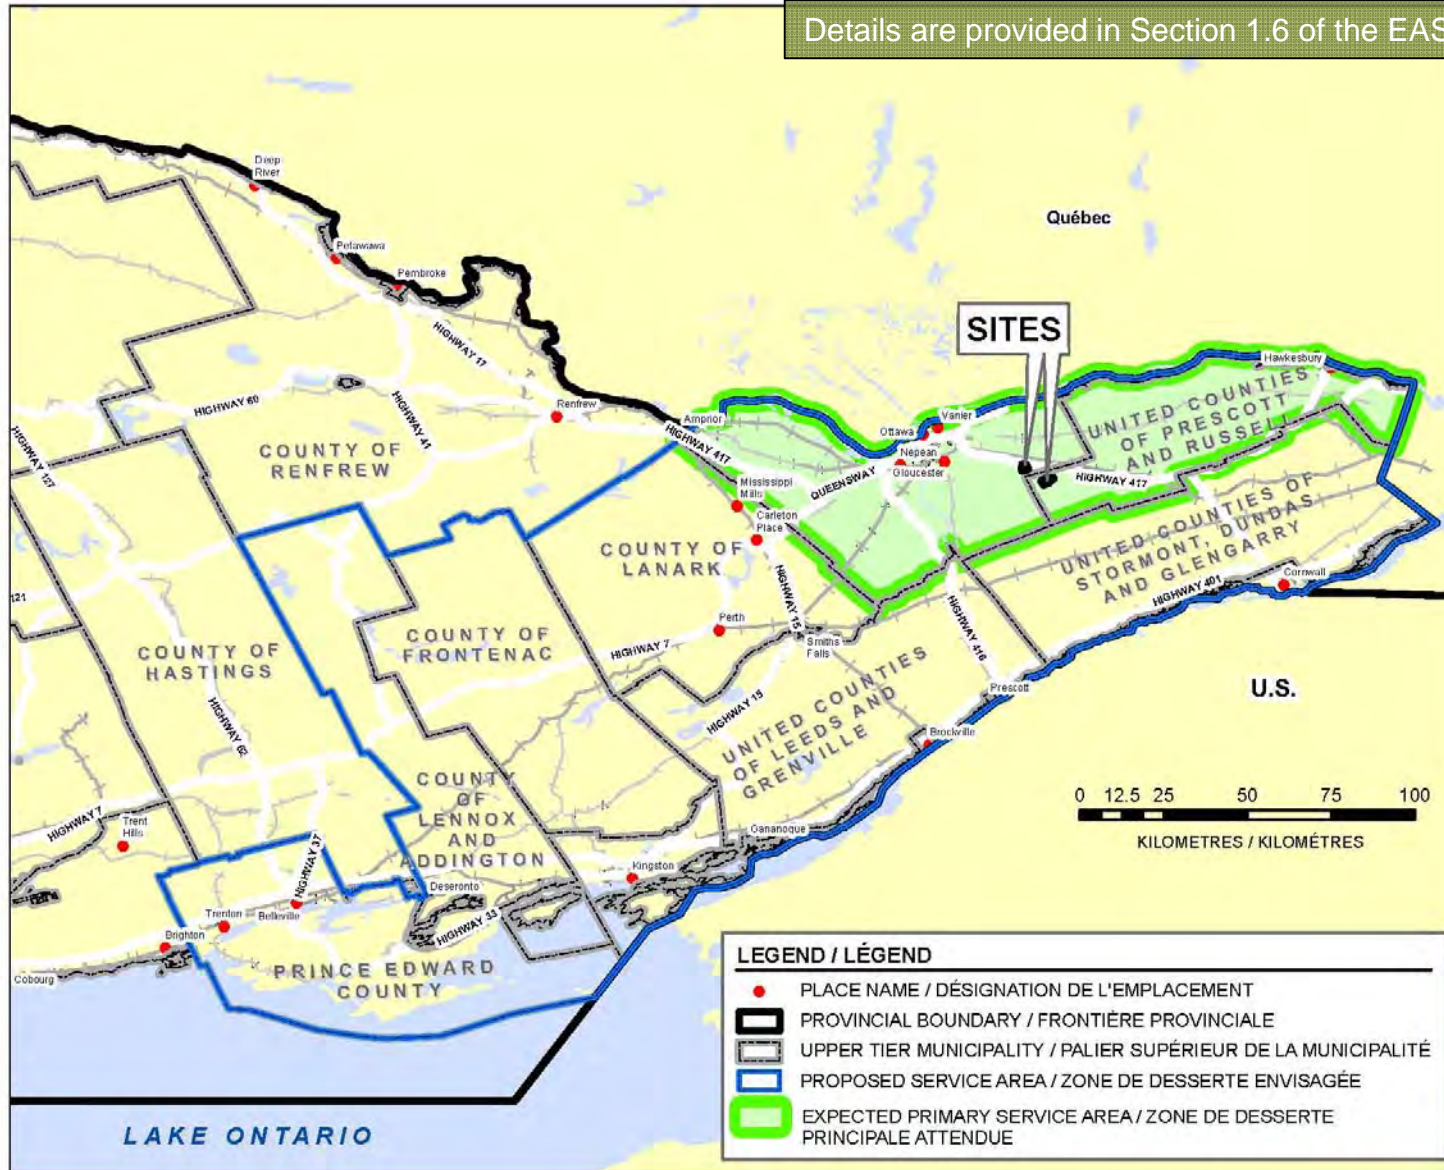 Details are provided in Section 1.6 of the EAS
Deep
River
Petawawa
Pembroke
Québec
HIGHWAY 17
SITES
Hawkesbury
HIGHWAY 60
HIGHWAY 41
Renfrew
Arnprior
Vanier
Ottawa
UNITED COUNTIES
OF PRESCOTT
AND RUSSELL
HIGHWAY 417
HIGHWAY 127
COUNTY OF
RENFREW
Nepean
Gloucester
QUEENSWAY
HIGHWAY 417
Mississippi
Mills
Carleton
Place
UNITED COUNTIES OF
STORMONT, DUNDAS
AND GLENGARRY
COUNTY OF
LANARK
HIGHWAY 401
Cornwall
121
HIGHWAY 15
HIGHWAY 416
Perth
COUNTY OF
FRONTENAC
HIGHWAY 7
Smiths
Falls
COUNTY OF
HASTINGS
HIGHWAY 62
HIGHWAY 15
UNITED COUNTIES
OF LEEDS AND
GRENVILLE
Prescott
U.S.
Brockville
COUNTY
OF
LENNOX
AND
ADDINGTON
0 12.5 25 50 75 100
KILOMETRES / KILOMÉTRES
HIGHWAY 7
Trent
Hills
HIGHWAY 37
Gananoque
Kingston
Deseronto
Trenton
Belleville
HIGHWAY 33
Brighton
Cobourg
PRINCE EDWARD
COUNTY
LAKE ONTARIO
LEGEND / LÉGEND
PLACE NAME / DÉSIGNATION DE L'EMPLACEMENT
PROVINCIAL BOUNDARY / FRONTIÈRE PROVINCIALE
UPPER TIER MUNICIPALITY / PALIER SUPÉRIEUR DE LA MUNICIPALITÉ
PROPOSED SERVICE AREA / ZONE DE DESSERTE ENVISAGÉE
EXPECTED PRIMARY SERVICE AREA / ZONE DE DESSERTE
PRINCIPALE ATTENDUE